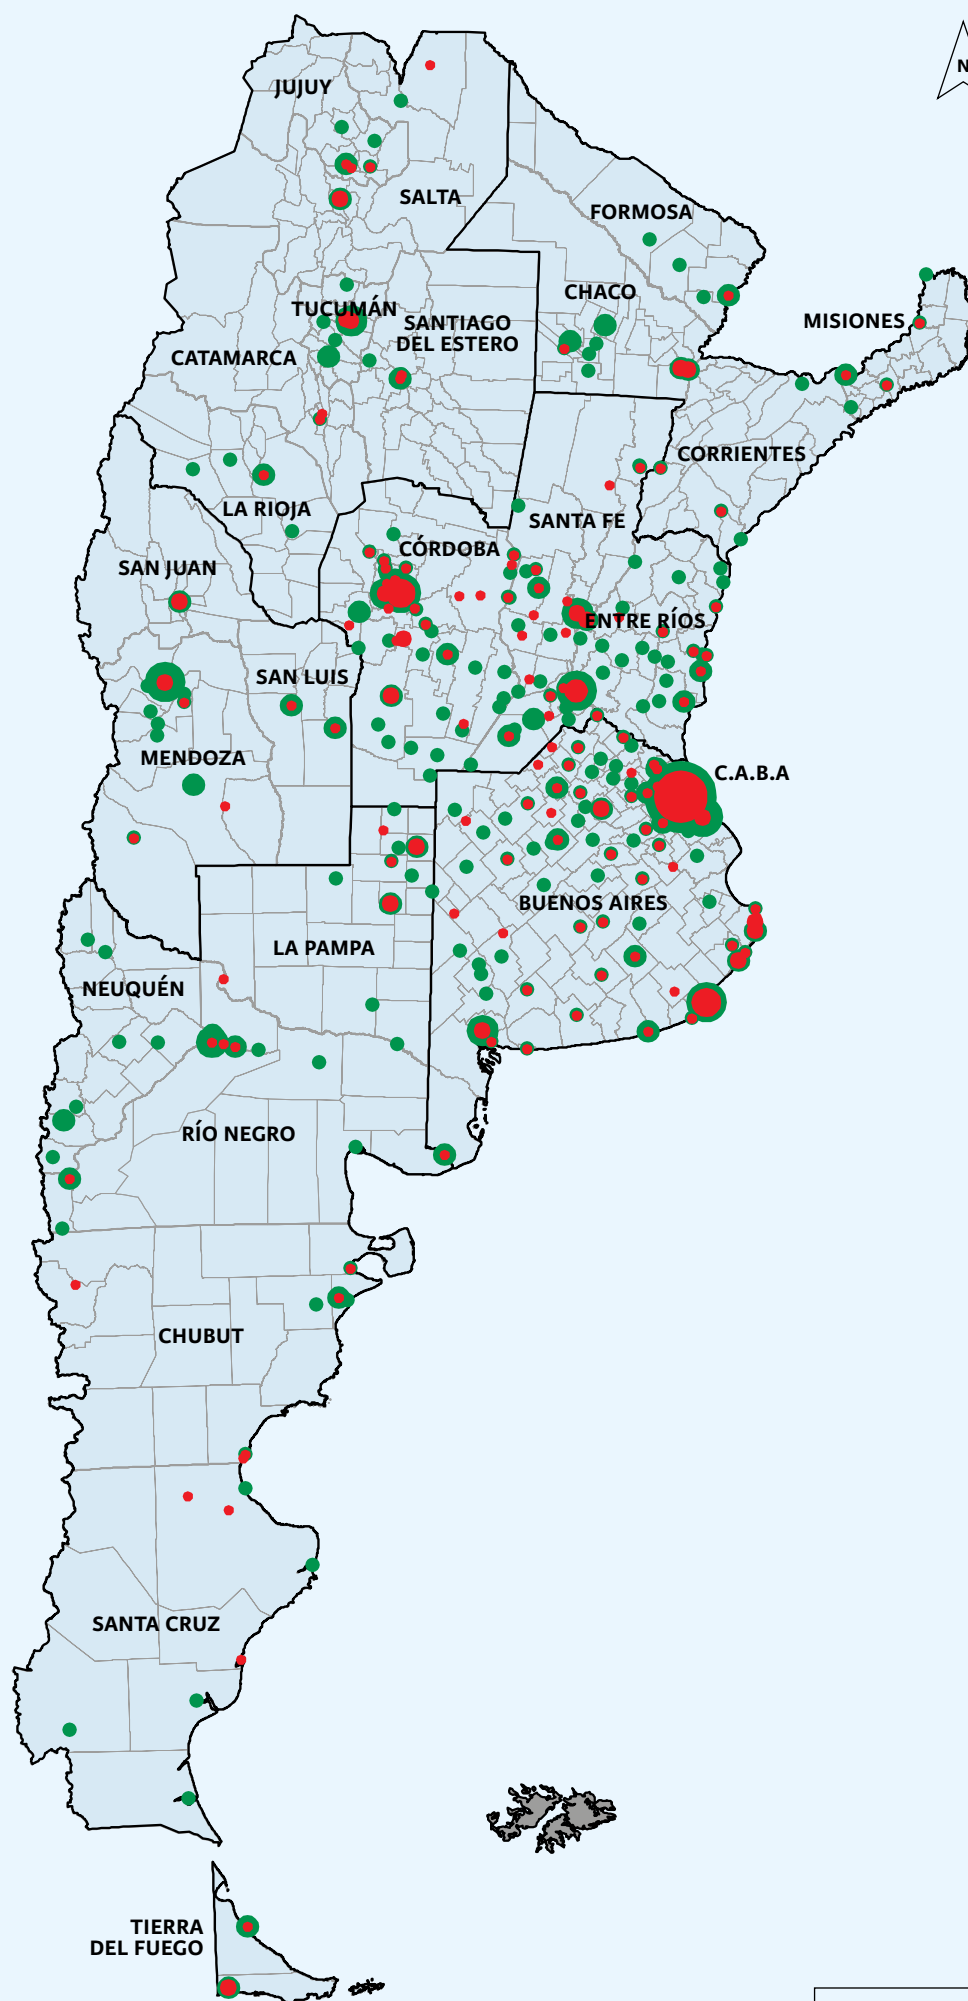 N
JUJUY
SALTA
FORMOSA
CHACO
TUCUMÁN
SANTIAGO
DEL ESTERO
MISIONES
CATAMARCA
CORRIENTES
LA RIOJA
SANTA FE
CÓRDOBA
SAN JUAN
ENTRE RÍOS
SAN LUIS
MENDOZA
C.A.B.A
BUENOS AIRES
LA PAMPA
NEUQUÉN
RÍO NEGRO
CHUBUT
SANTA CRUZ
TIERRA
DEL FUEGO